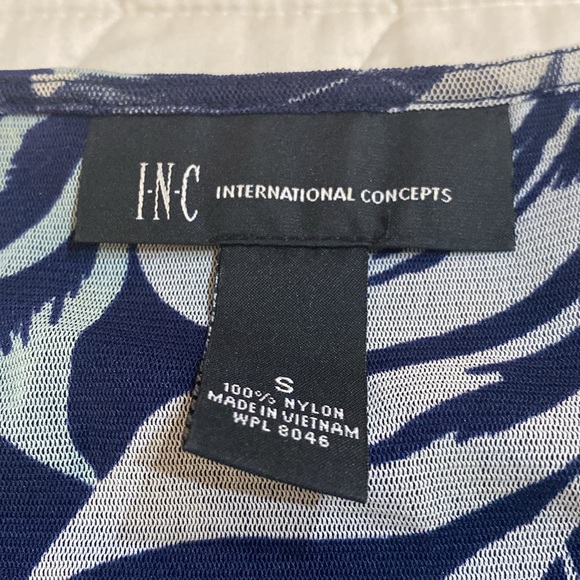 I·N·C INTERNATIONAL CONCEPTS
S
100% NYLON
MADE IN VIETNAM
WPL 8046